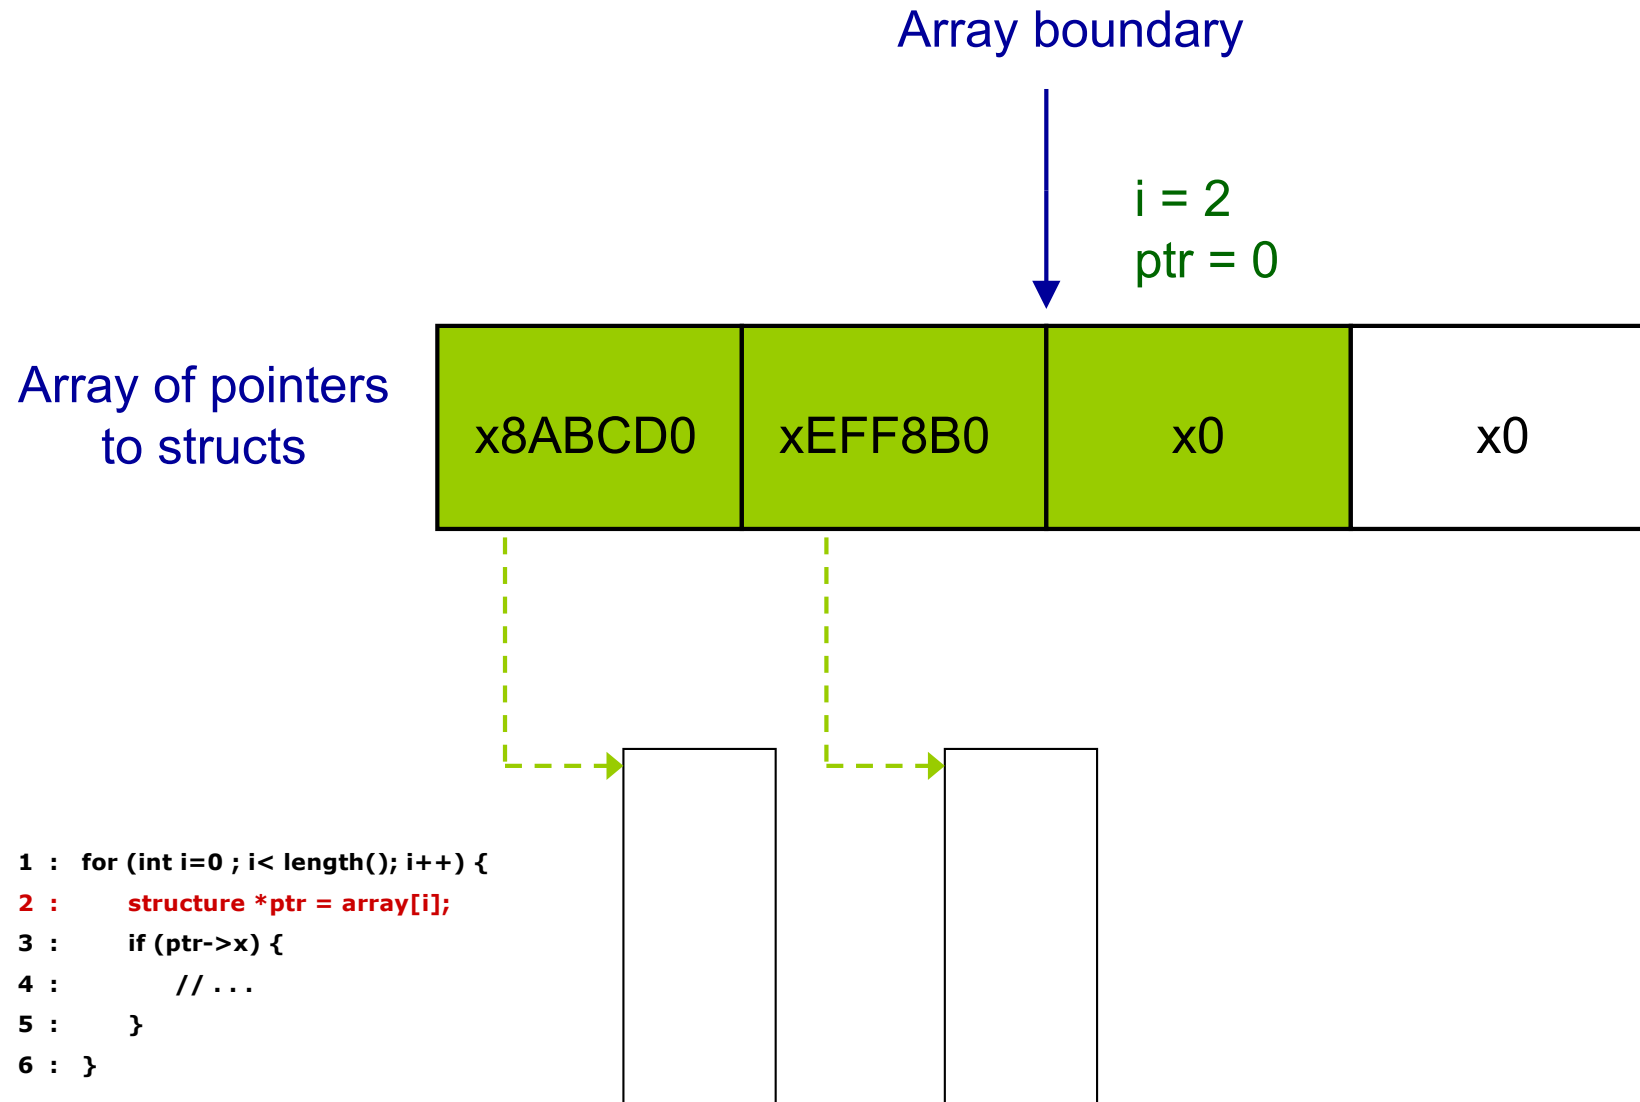 Array boundary
i = 2
ptr = 0
Array of pointers
to structs
x8ABCD0
xEFF8B0
x0
x0
1 : for (int i=0 ; i< length(); i++) {
2 : structure *ptr = array[i];
3 : if (ptr->x) {
4 : // . . .
5 : }
6 : }